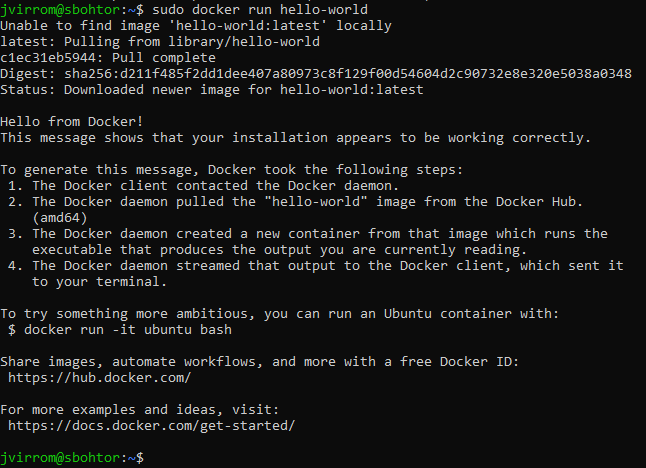 jvirrom@sbohtor:~$ sudo docker run hello-world
Unable to find image 'hello-world:latest' locally
latest: Pulling from library/hello-world
c1ec31eb5944: Pull complete
Digest: sha256:d211f485f2dd1dee407a80973c8f129f00d54604d2c90732e8e320e5038a0348
Status: Downloaded newer image for hello-world:latest

Hello from Docker!
This message shows that your installation appears to be working correctly.

To generate this message, Docker took the following steps:
 1. The Docker client contacted the Docker daemon.
 2. The Docker daemon pulled the "hello-world" image from the Docker Hub.
    (amd64)
 3. The Docker daemon created a new container from that image which runs the
    executable that produces the output you are currently reading.
 4. The Docker daemon streamed that output to the Docker client, which sent it
    to your terminal.

To try something more ambitious, you can run an Ubuntu container with:
 $ docker run -it ubuntu bash

Share images, automate workflows, and more with a free Docker ID:
 https://hub.docker.com/

For more examples and ideas, visit:
 https://docs.docker.com/get-started/

jvirrom@sbohtor:~$